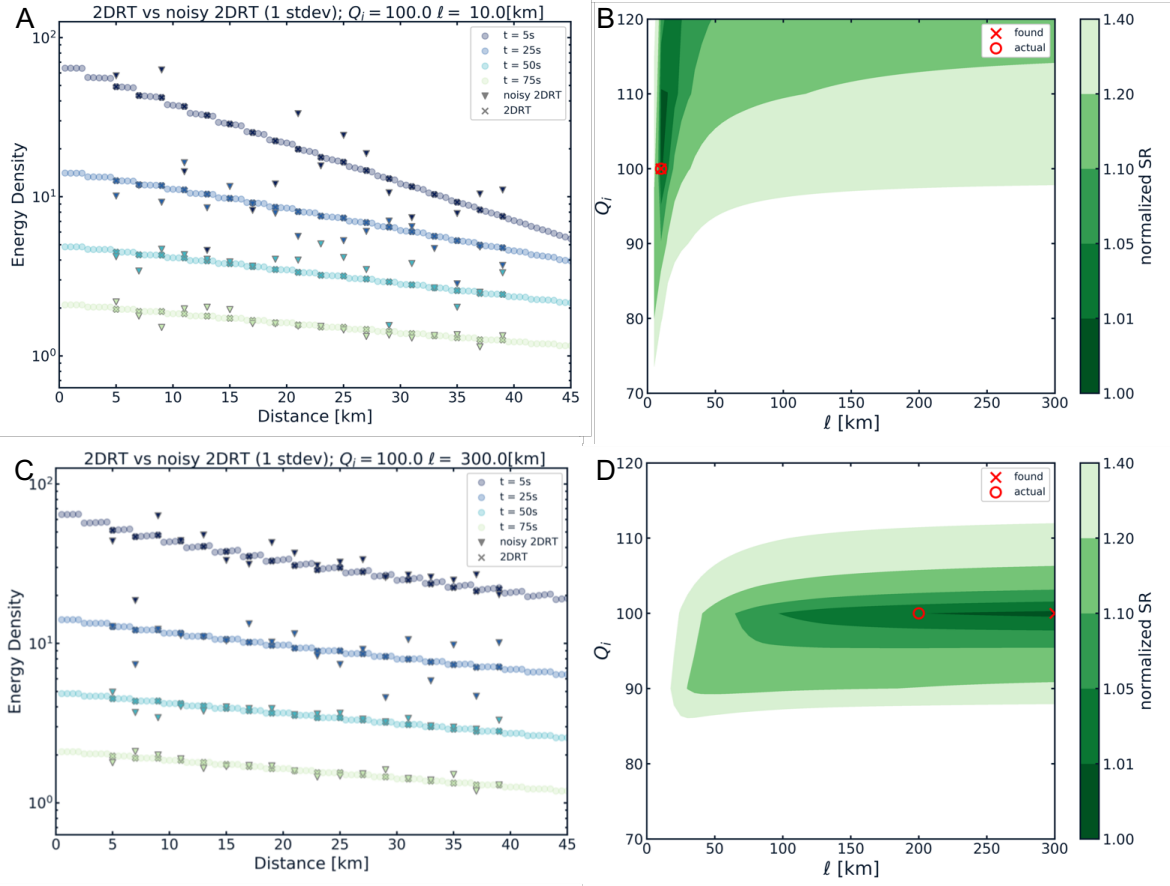 A
2DRT vs noisy 2DRT (1 stdev) Qi = 100.0 ℓ = 10.0[km]
10²
10¹
10⁰
Energy Density
0 5 10 15 20 25 30 35 40 45
Distance [km]
t = 5s
t = 25s
t = 50s
t = 75s
noisy 2DRT
2DRT
B
120
110
100
90
80
70
Qi
0 50 100 150 200 250 300
ℓ [km]
found
actual
1.40
1.20
1.10
1.05
1.01
1.00
normalized SR
C
2DRT vs noisy 2DRT (1 stdev); Qi = 100.0 ℓ = 300.0[km]
10²
10¹
10⁰
Energy Density
0 5 10 15 20 25 30 35 40 45
Distance [km]
t = 5s
t = 25s
t = 50s
t = 75s
noisy 2DRT
2DRT
D
120
110
100
90
80
70
Qi
0 50 100 150 200 250 300
ℓ [km]
found
actual
1.40
1.20
1.10
1.05
1.01
1.00
normalized SR